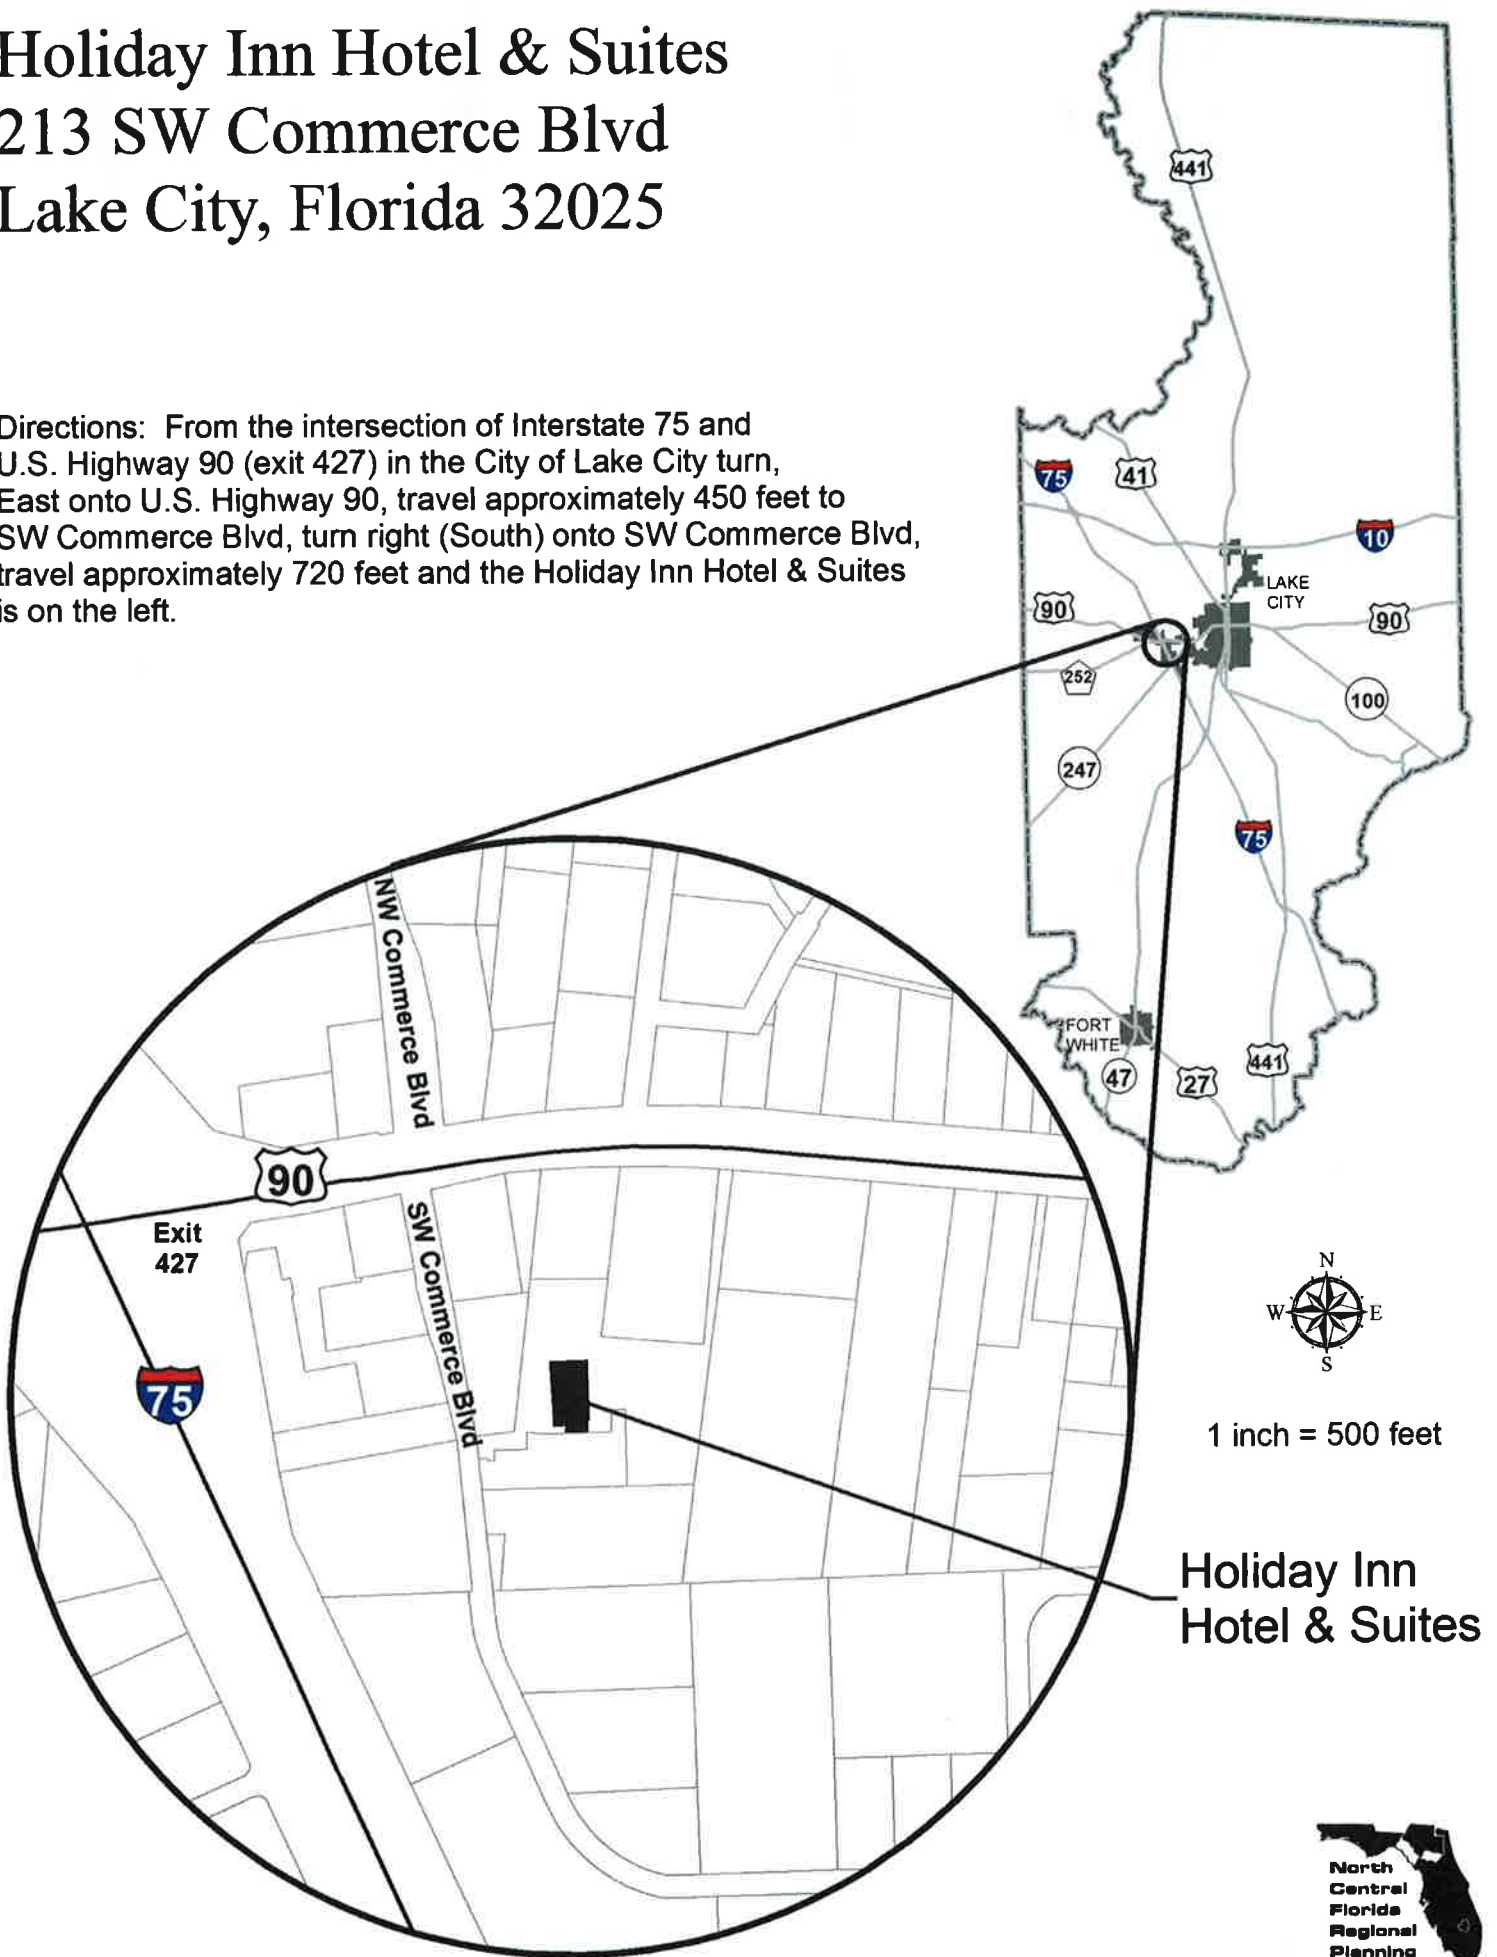 Holiday Inn Hotel & Suites
213 SW Commerce Blvd
Lake City, Florida 32025
Directions: From the intersection of Interstate 75 and
U.S. Highway 90 (exit 427) in the City of Lake City turn,
East onto U.S. Highway 90, travel approximately 450 feet to
SW Commerce Blvd, turn right (South) onto SW Commerce Blvd,
travel approximately 720 feet and the Holiday Inn Hotel & Suites
is on the left.
441
75
41
10
LAKE
CITY
90
90
252
100
247
75
FORT
WHITE
47
27
441
NW Commerce Blvd
90
Exit
427
SW Commerce Blvd
75
N
W
E
S
1 inch = 500 feet
Holiday Inn
Hotel & Suites
North
Central
Florida
Regional
Planning